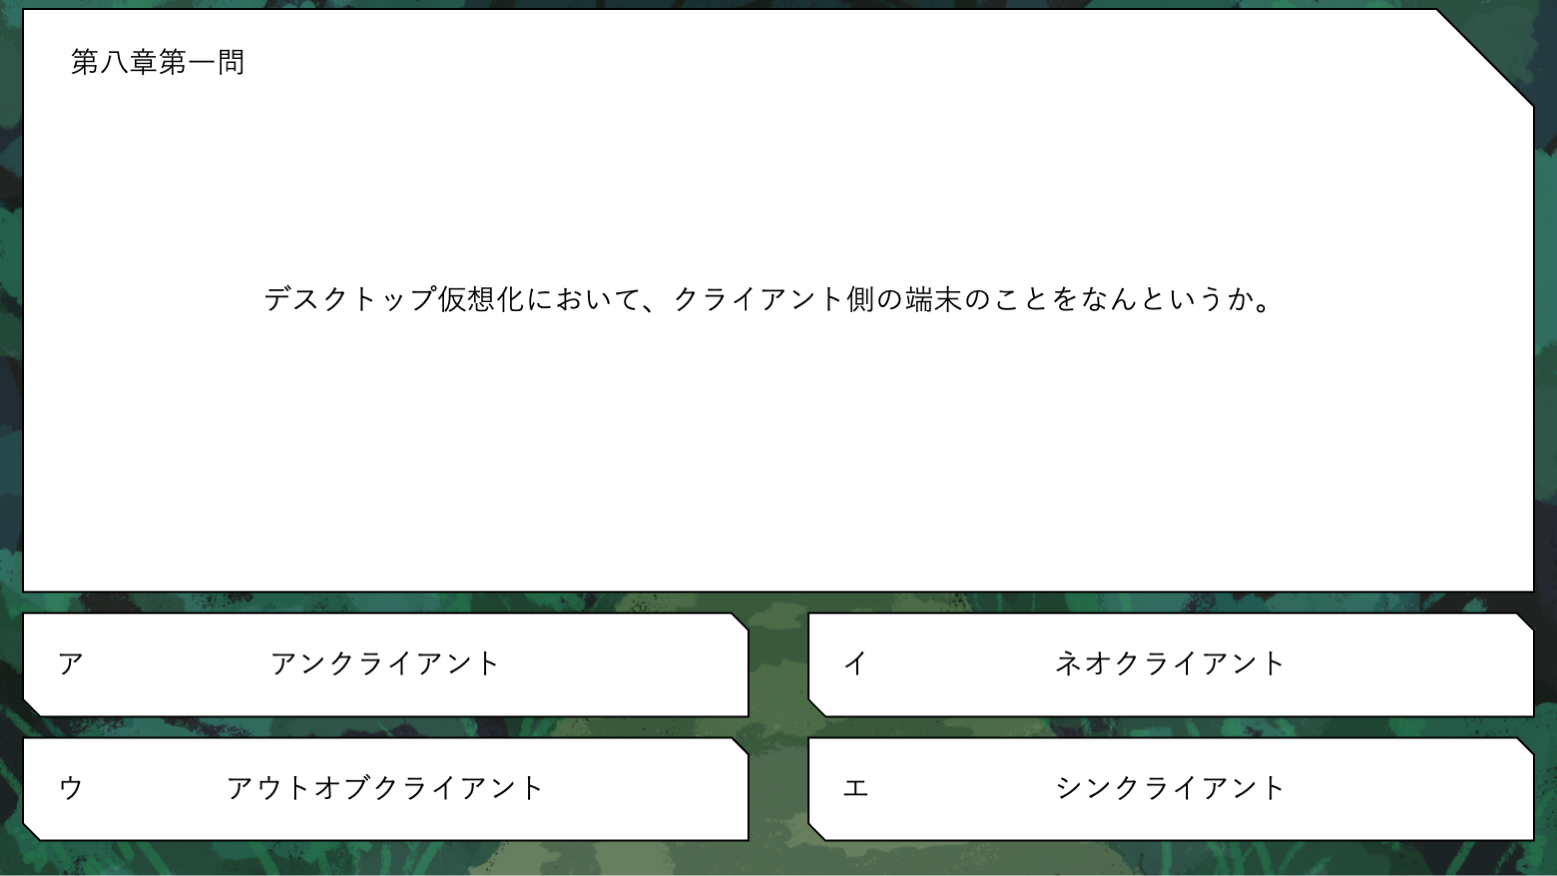 第八章第一問
デスクトップ仮想化において、クライアント側の端末のことをなんというか。
ア アンクライアント
イ ネオクライアント
ウ アウトオブクライアント
エ シンクライアント